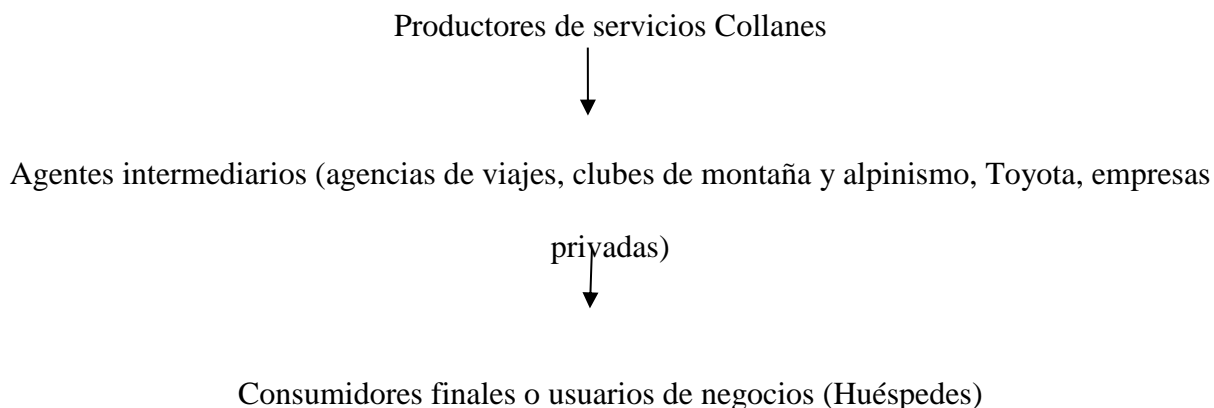 Productores de servicios Collanes
Agentes intermediarios (agencias de viajes, clubes de montaña y alpinismo, Toyota, empresas
privadas)
Consumidores finales o usuarios de negocios (Huéspedes)